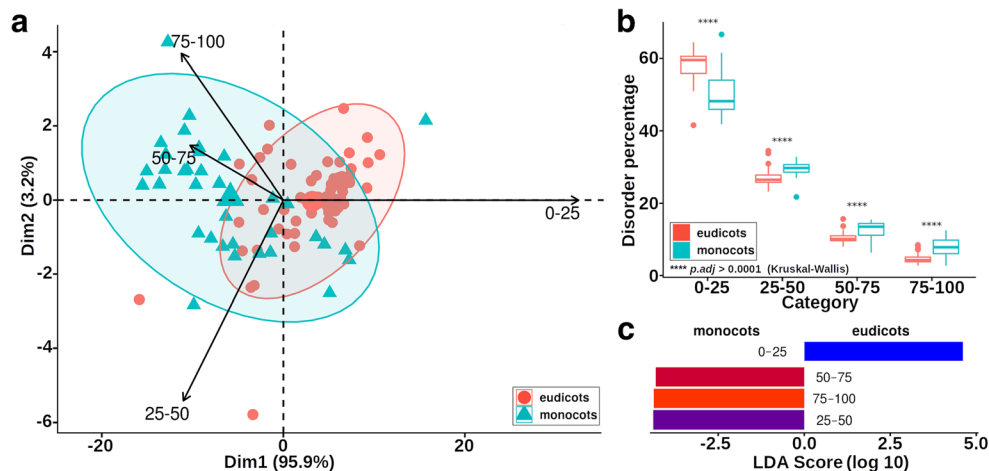 a
Dim2 (3.2%)
4
2
0
-2
-4
-6
75-100
50-75
0-25
25-50
eudicots
monocots
-20
0
20
Dim1 (95.9%)
b
Disorder percentage
60
40
20
0
****
****
****
****
eudicots
monocots
**** p.adj > 0.0001 (Kruskal-Wallis)
0-25
25-50
50-75
75-100
Category
c
monocots
eudicots
0-25
50-75
75-100
25-50
-2.5
0.0
2.5
5.0
LDA Score (log 10)